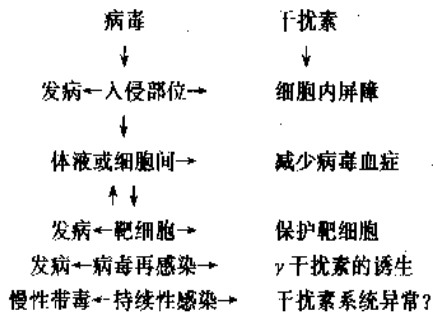 病毒 干扰素
↓ ↓
发病←入侵部位→ 细胞内屏障
↓
体液或细胞间→ 减少病毒血症
↑↓
发病←靶细胞→ 保护靶细胞
发病←病毒再感染→ γ干扰素的诱生
慢性带毒←持续性感染→ 干扰素系统异常?